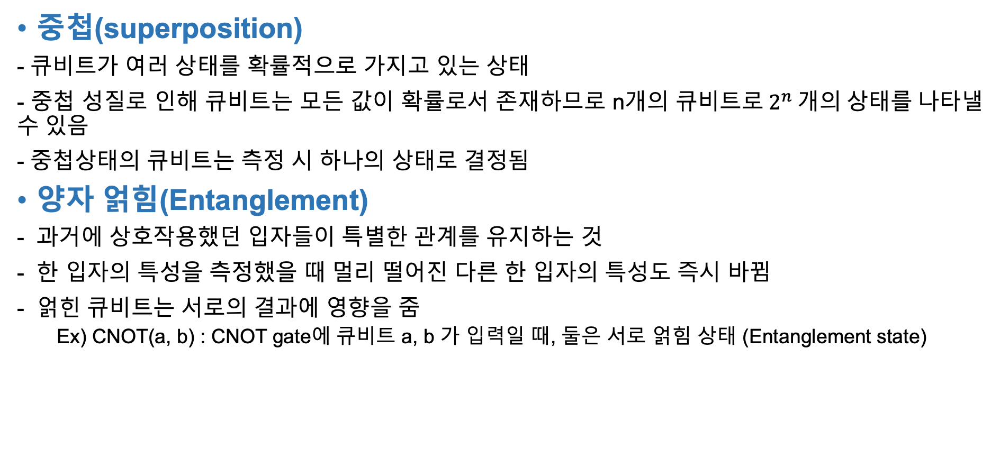 • 중첩(superposition)
- 큐비트가 여러 상태를 확률적으로 가지고 있는 상태
- 중첩 성질로 인해 큐비트는 모든 값이 확률로서 존재하므로 n개의 큐비트로 2ⁿ 개의 상태를 나타낼
수 있음
- 중첩상태의 큐비트는 측정 시 하나의 상태로 결정됨
• 양자 얽힘(Entanglement)
- 과거에 상호작용했던 입자들이 특별한 관계를 유지하는 것
- 한 입자의 특성을 측정했을 때 멀리 떨어진 다른 한 입자의 특성도 즉시 바뀜
- 얽힌 큐비트는 서로의 결과에 영향을 줌
Ex) CNOT(a, b) : CNOT gate에 큐비트 a, b 가 입력일 때, 둘은 서로 얽힘 상태 (Entanglement state)